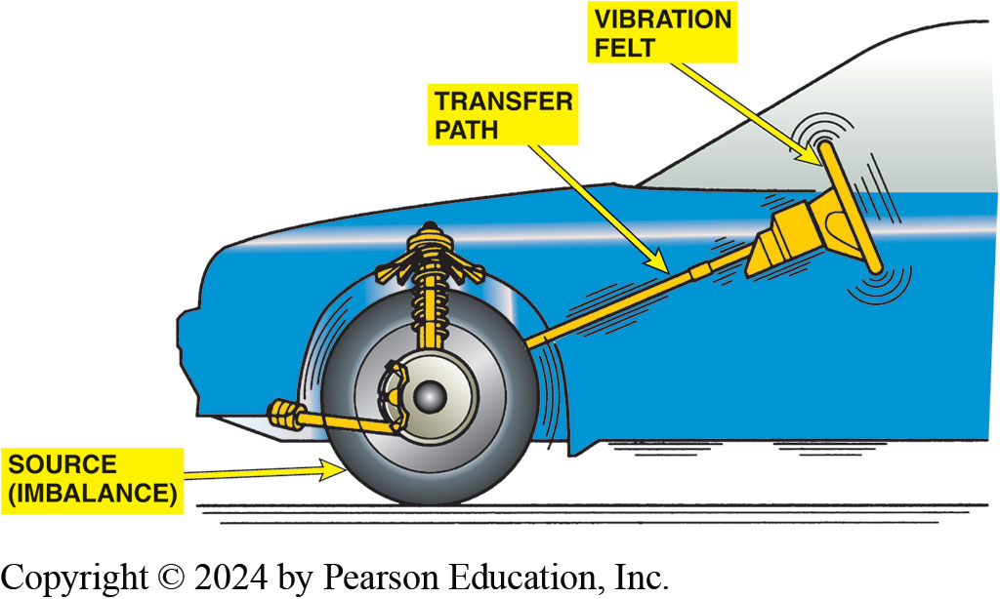 VIBRATION
FELT
TRANSFER
PATH
SOURCE
(IMBALANCE)
Copyright © 2024 by Pearson Education, Inc.